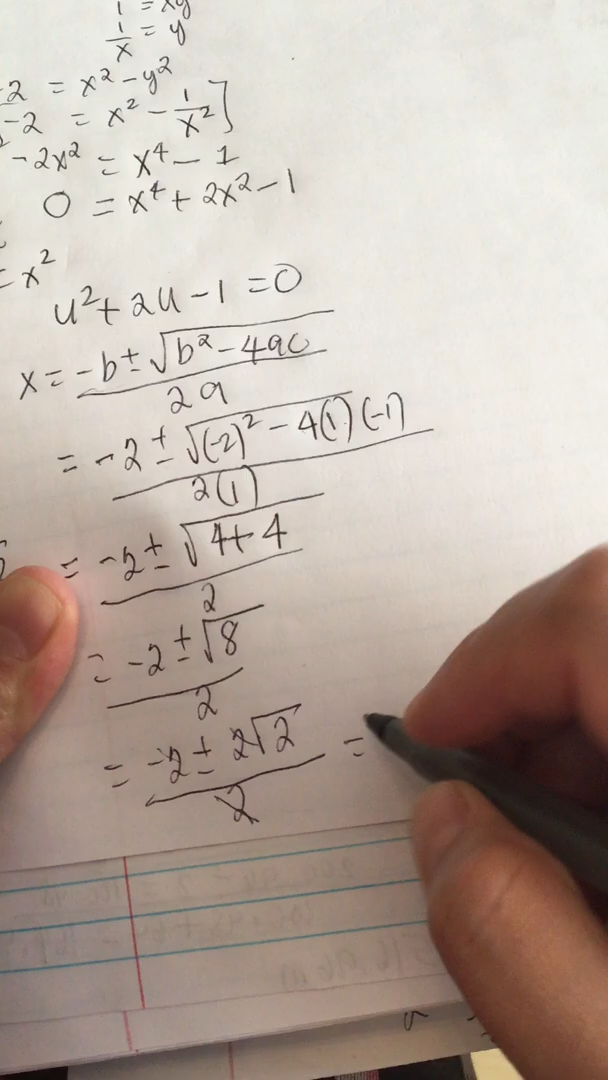 1 = xy
1/x = y
-2 = x² - y²
-2 = x² - 1/x² ]
-2x² = x⁴ - 1
0 = x⁴ + 2x² - 1
= x²
u² + 2u - 1 = 0
x = -b ± √(b² - 4ac) / 2a
= -2 ± √((-2)² - 4(1)(-1)) / 2(1)
= -2 ± √(4+4) / 2
= -2 ± √8 / 2
= -2 ± 2√2 / 2 =